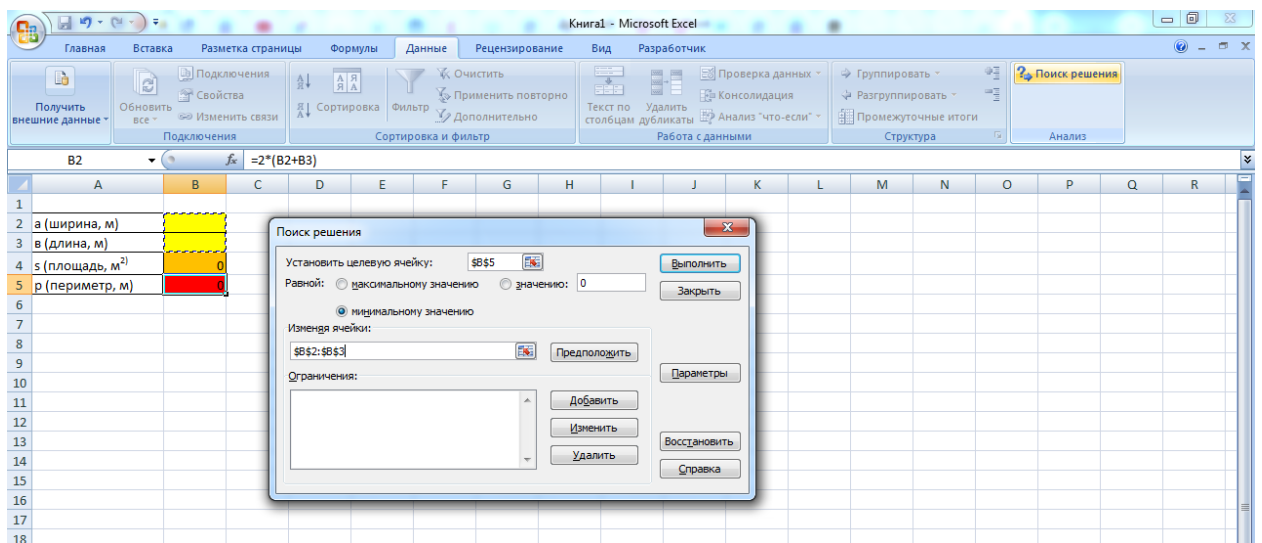 Книга1 - Microsoft Excel
Главная Вставка Разметка страницы Формулы Данные Рецензирование Вид Разработчик
Получить внешние данные
Обновить все
Подключения
Свойства
Изменить связи
Подключения
А Я
Я А
Сортировка
Фильтр
Очистить
Применить повторно
Дополнительно
Сортировка и фильтр
Текст по столбцам
Удалить дубликаты
Проверка данных
Консолидация
Анализ "что-если"
Работа с данными
Группировать
Разгруппировать
Промежуточные итоги
Структура
Поиск решения
Анализ
B2 fx =2*(B2+B3)
A B C D E F G H I J K L M N O P Q R
1
2 а (ширина, м)
3 в (длина, м)
4 s (площадь, м2) 0
5 p (периметр, м) 0
6
7
8
9
10
11
12
13
14
15
16
17
18
Поиск решения
Установить целевую ячейку: $B$5 Выполнить
Равной: максимальному значению значению: 0 Закрыть
минимальному значению
Изменяя ячейки:
$B$2:$B$3 Предположить
Параметры
Ограничения:
Добавить
Изменить
Восстановить
Удалить
Справка